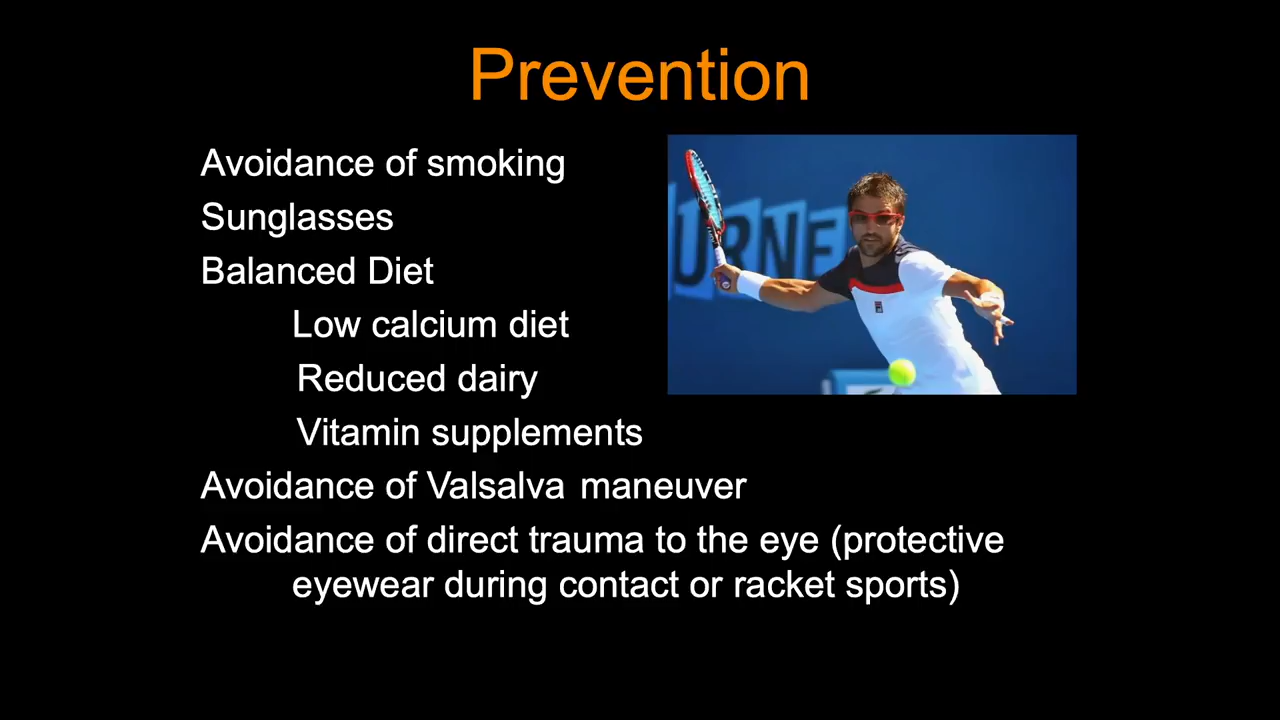 Prevention
Avoidance of smoking
Sunglasses
Balanced Diet
Low calcium diet
Reduced dairy
Vitamin supplements
Avoidance of Valsalva maneuver
Avoidance of direct trauma to the eye (protective
eyewear during contact or racket sports)
URNE